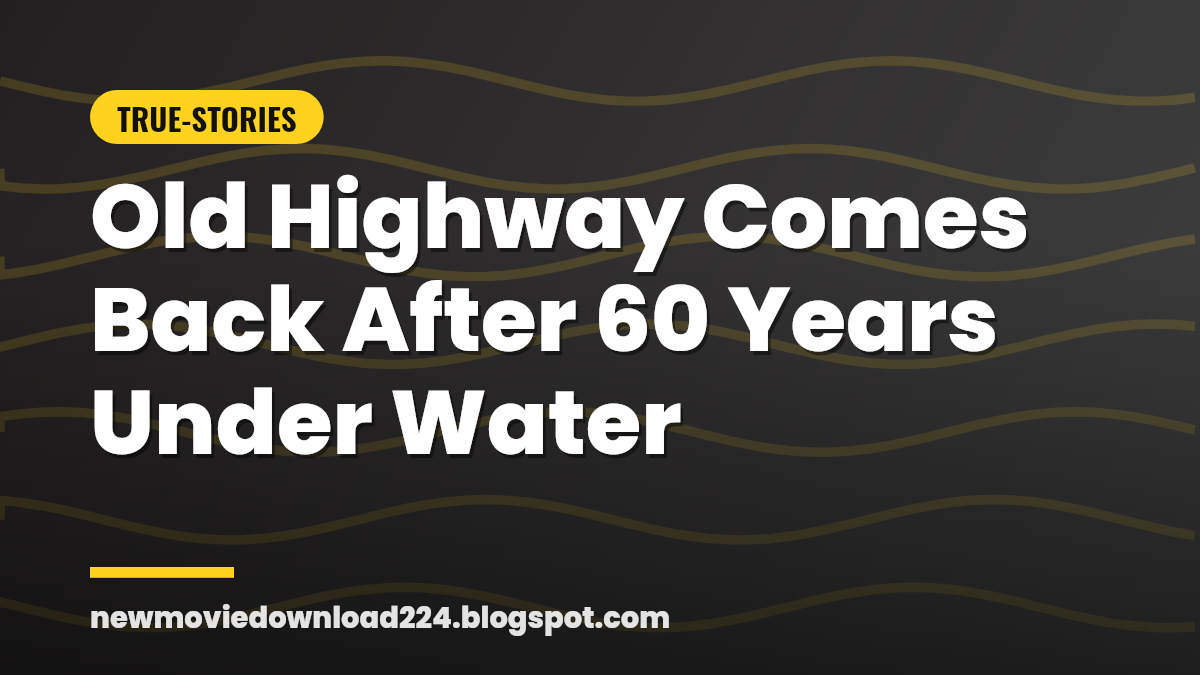 TRUE-STORIES
Old Highway Comes
Back After 60 Years
Under Water
newmoviedownload224.blogspot.com